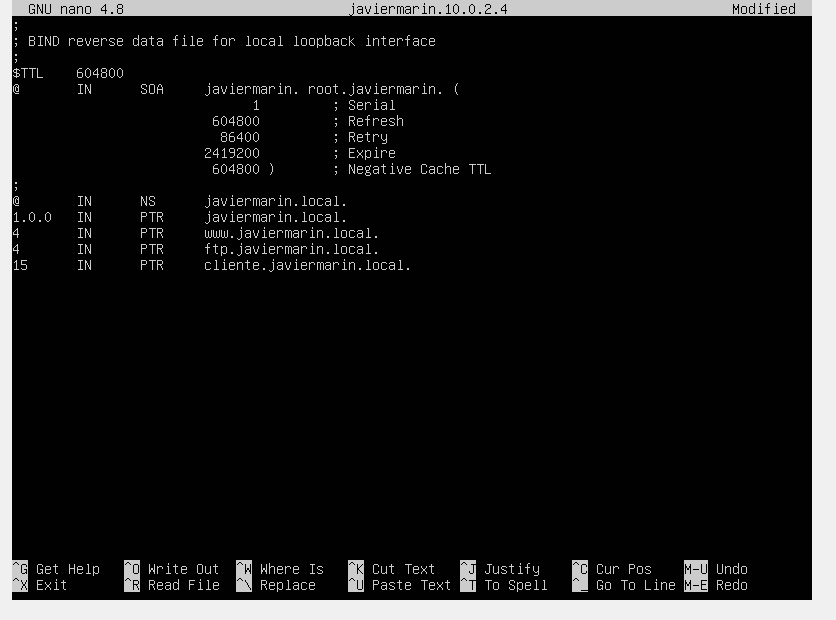 GNU nano 4.8 javiermarin.10.0.2.4 Modified
;
; BIND reverse data file for local loopback interface
;
$TTL 604800
@ IN SOA javiermarin. root.javiermarin. (
1 ; Serial
604800 ; Refresh
86400 ; Retry
2419200 ; Expire
604800 ) ; Negative Cache TTL
;
@ IN NS javiermarin.local.
1.0.0 IN PTR javiermarin.local.
4 IN PTR www.javiermarin.local.
4 IN PTR ftp.javiermarin.local.
15 IN PTR cliente.javiermarin.local.
^G Get Help ^O Write Out ^W Where Is ^K Cut Text ^J Justify ^C Cur Pos M-U Undo
^X Exit ^R Read File ^\ Replace ^U Paste Text ^T To Spell ^_ Go To Line M-E Redo